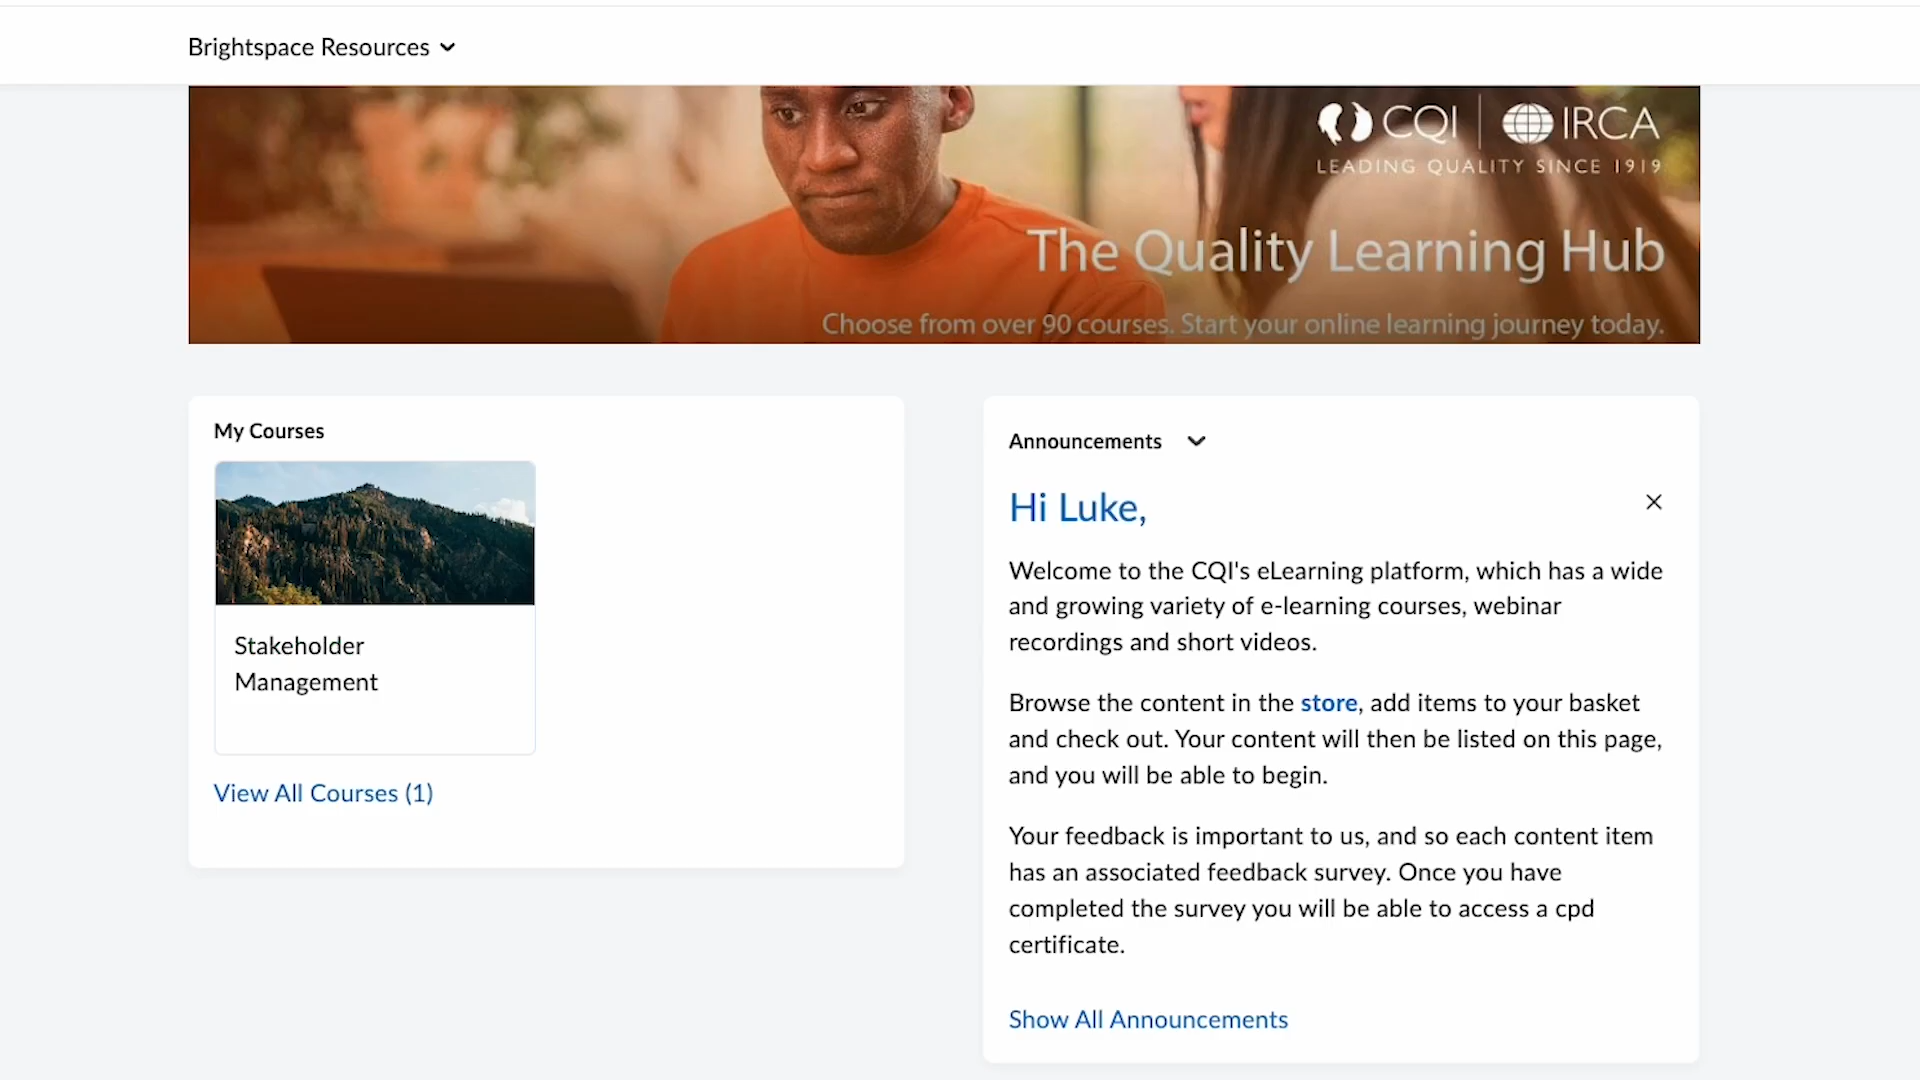 Brightspace Resources
CQI | IRCA
LEADING QUALITY SINCE 1919
The Quality Learning Hub
Choose from over 90 courses. Start your online learning journey today.
My Courses
Stakeholder
Management
View All Courses (1)
Announcements
Hi Luke,
Welcome to the CQI's eLearning platform, which has a wide
and growing variety of e-learning courses, webinar
recordings and short videos.
Browse the content in the store, add items to your basket
and check out. Your content will then be listed on this page,
and you will be able to begin.
Your feedback is important to us, and so each content item
has an associated feedback survey. Once you have
completed the survey you will be able to access a cpd
certificate.
Show All Announcements